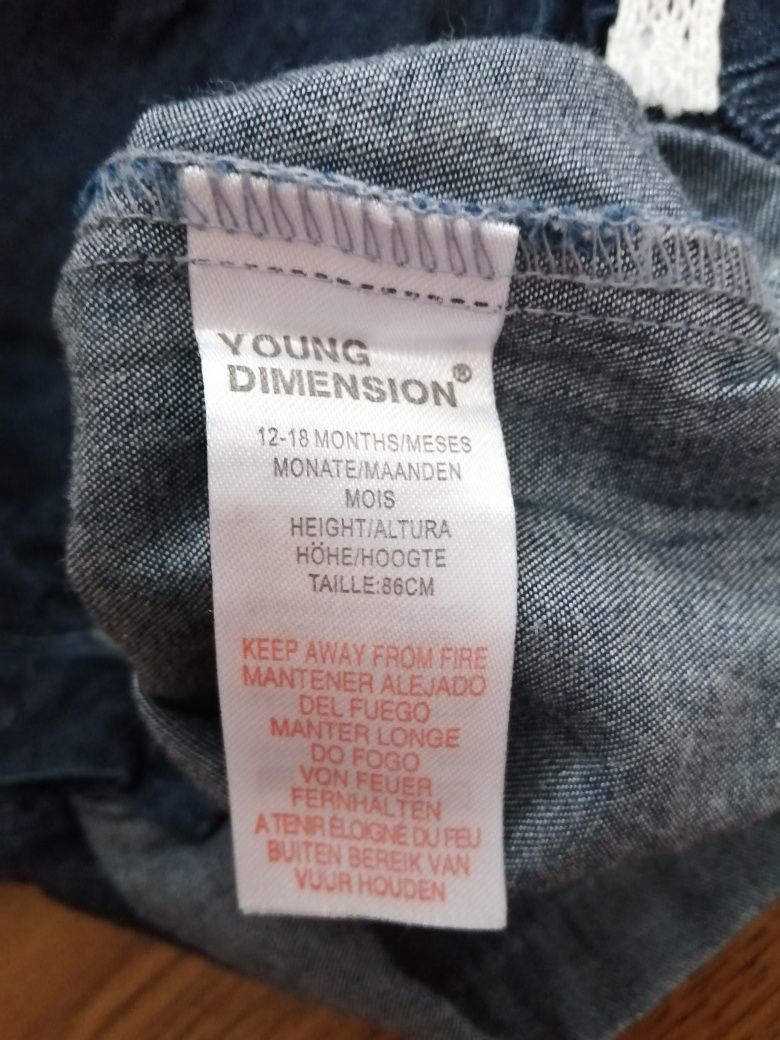 YOUNG
DIMENSION®
12-18 MONTHS/MESES
MONATE/MAANDEN
MOIS
HEIGHT/ALTURA
HÖHE/HOOGTE
TAILLE:86CM
KEEP AWAY FROM FIRE
MANTENER ALEJADO
DEL FUEGO
MANTER LONGE
DO FOGO
VON FEUER
FERNHALTEN
A TENIR ÉLOIGNÉ DU FEU
BUITEN BEREIK VAN
VUUR HOUDEN